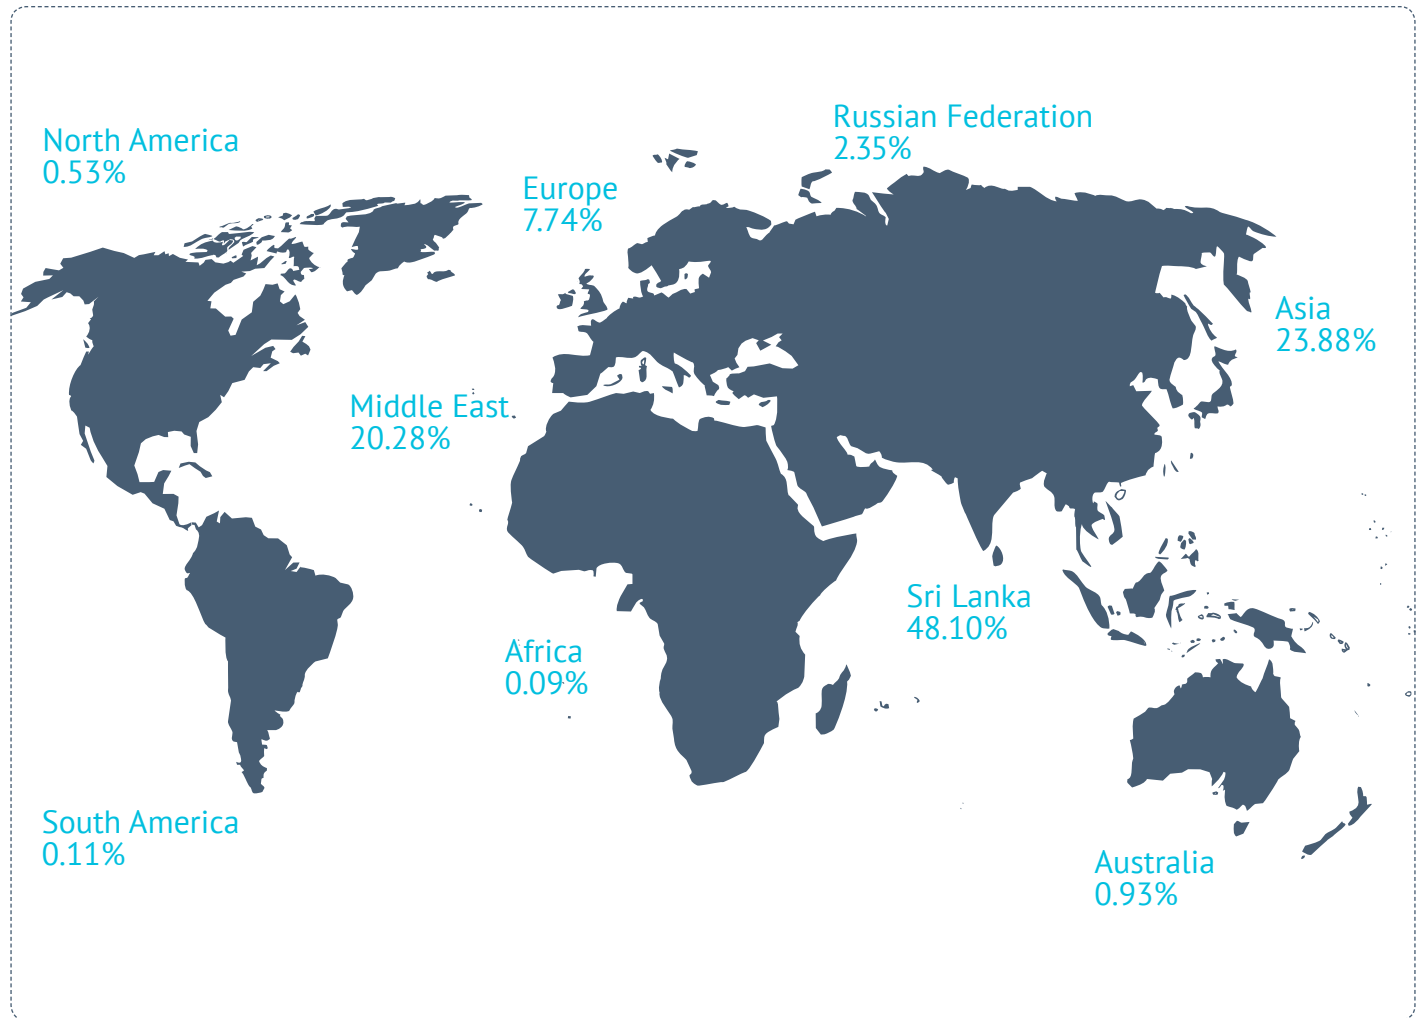 Russian Federation
2.35%
North America
0.53%
Europe
7.74%
Asia
23.88%
Middle East
20.28%
Sri Lanka
48.10%
Africa
0.09%
South America
0.11%
Australia
0.93%